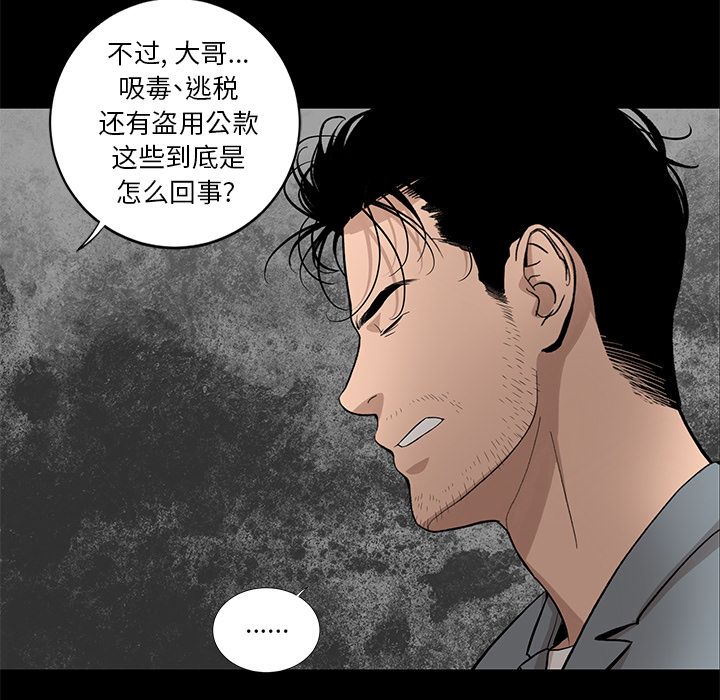 不过, 大哥...
吸毒、逃税
还有盗用公款
这些到底是
怎么回事?
......